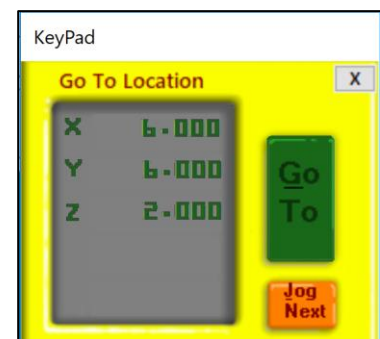 KeyPad
Go To Location
X
X 6.000
Y 6.000
Z 2.000
Go
To
Jog
Next